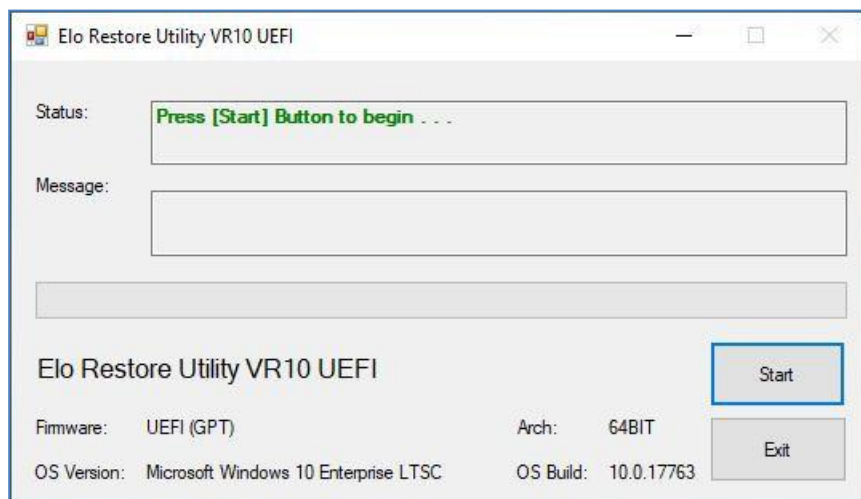 Elo Restore Utility VR10 UEFI
Status:
Press [Start] Button to begin . . .
Message:
Elo Restore Utility VR10 UEFI
Start
Firmware: UEFI (GPT) Arch: 64BIT
Exit
OS Version: Microsoft Windows 10 Enterprise LTSC OS Build: 10.0.17763